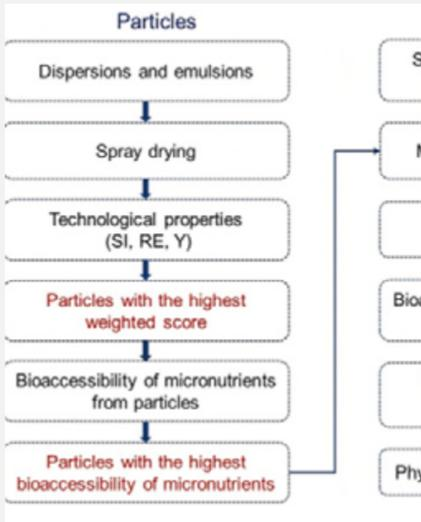 Particles
Dispersions and emulsions
Spray drying
Technological properties
(SI, RE, Y)
Particles with the highest
weighted score
Bioaccessibility of micronutrients
from particles
Particles with the highest
bioaccessibility of micronutrients